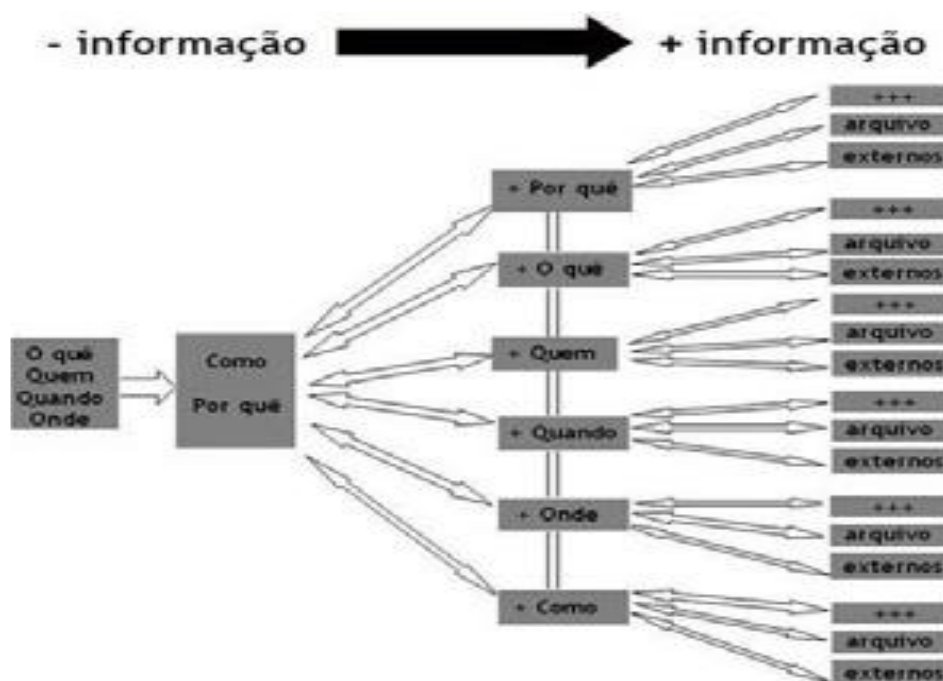 - informação + informação
O quê
Quem
Quando
Onde
Como
Por quê
+ Por quê
+ O quê
+ Quem
+ Quando
+ Onde
+ Como
+++
arquivo
externos
+++
arquivo
externos
+++
arquivo
externos
+++
arquivo
externos
+++
arquivo
externos
+++
arquivo
externos